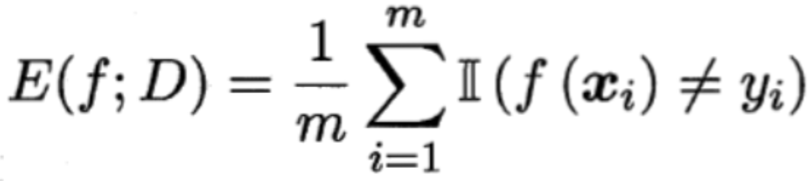 E(f; D) = \frac{1}{m} \sum_{i=1}^{m} \mathbb{I}(f(\boldsymbol{x}_i) \neq y_i)